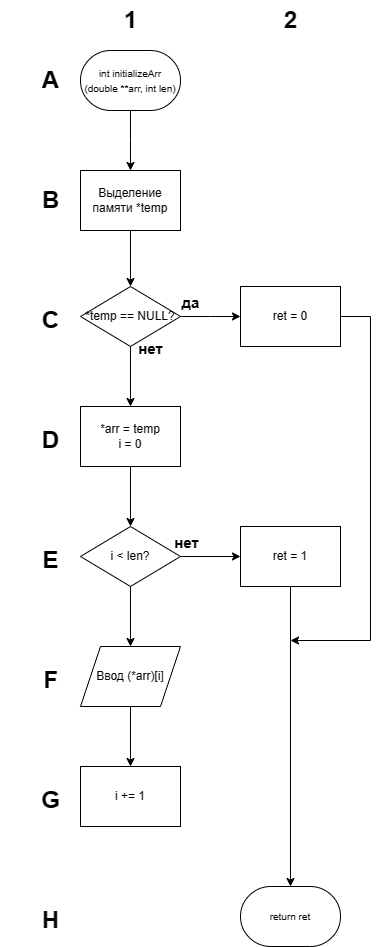 1 2
A
int initializeArr
(double **arr, int len)
B
Выделение
памяти *temp
C
*temp == NULL?
да
нет
ret = 0
D
*arr = temp
i = 0
E
i < len?
нет
ret = 1
F
Ввод (*arr)[i]
G
i += 1
H
return ret